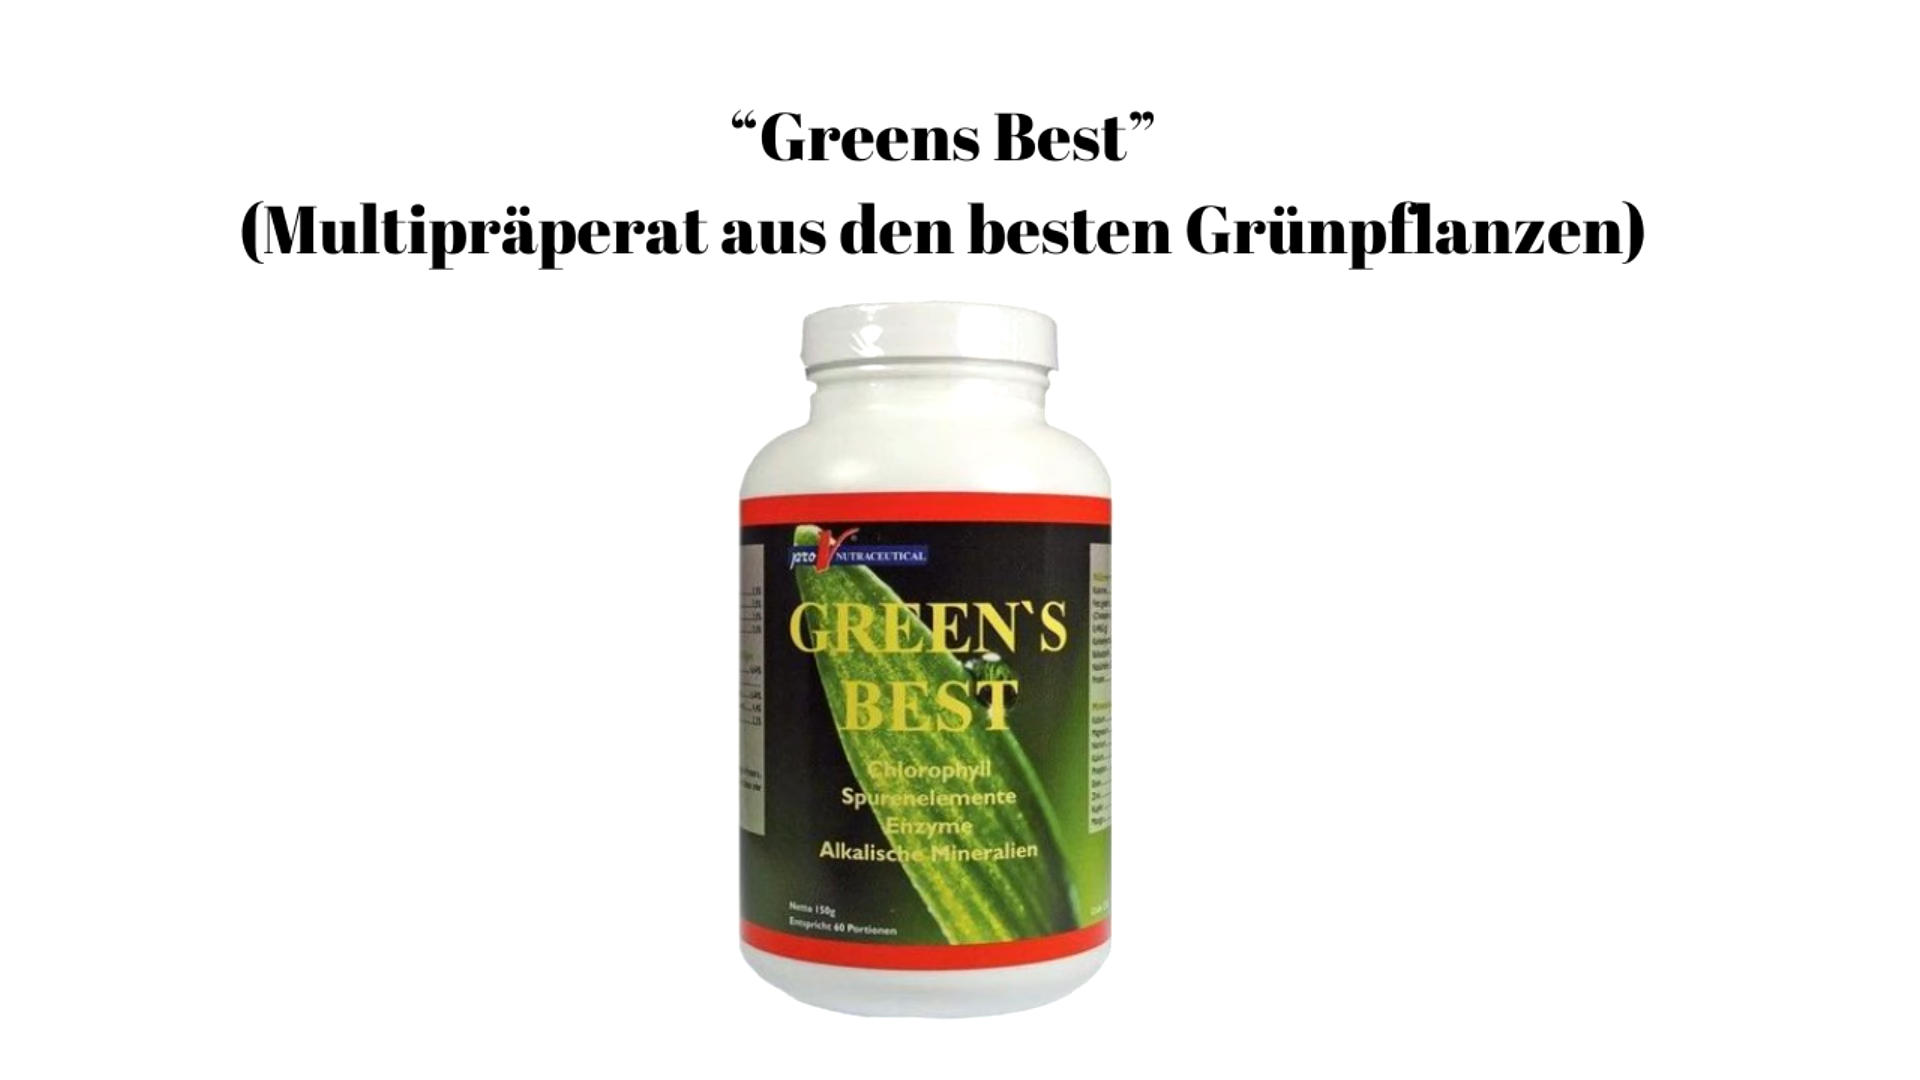 “Greens Best”
(Multipräperat aus den besten Grünpflanzen)
pro V® NUTRACEUTICAL
GREEN`S
BEST
Chlorophyll
Spurenelemente
Enzyme
Alkalische Mineralien
Netto 150g
Entspricht 60 Portionen